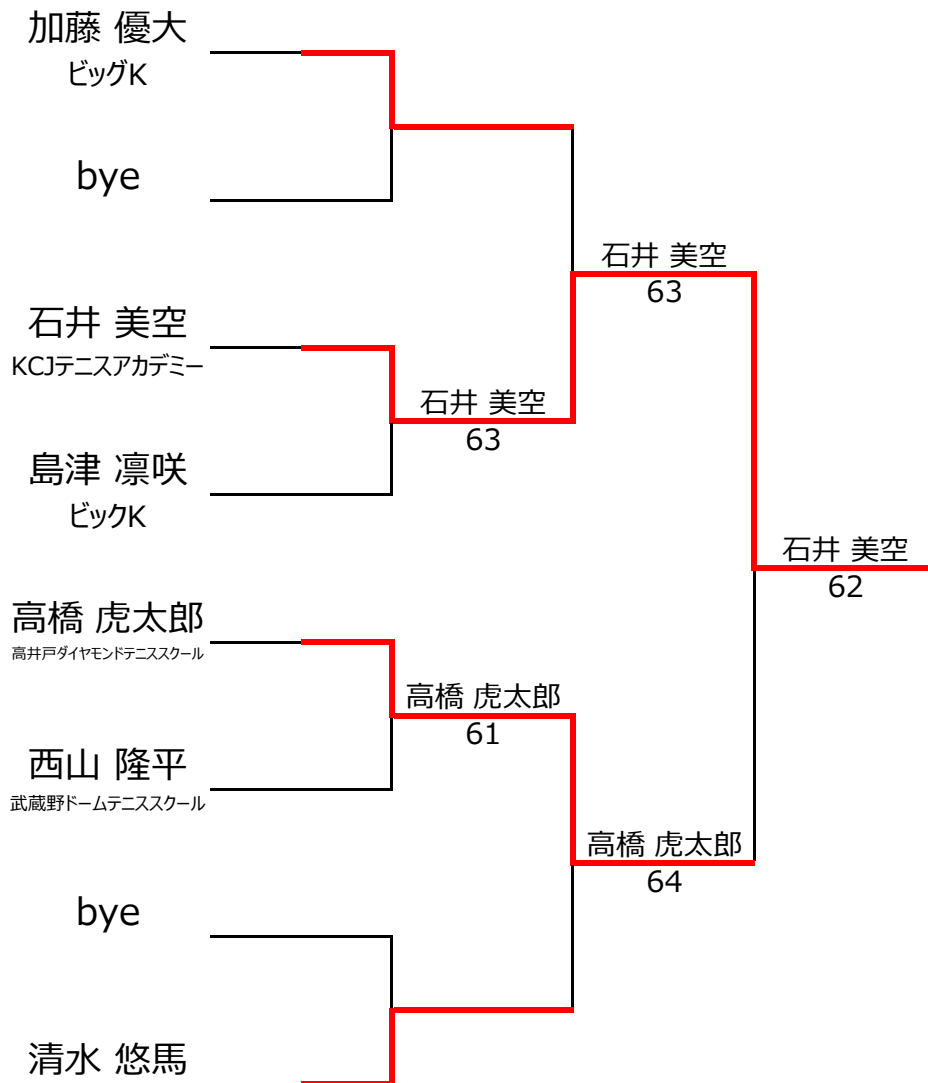 加藤 優大
ビッグK
bye
石井 美空
63
石井 美空
KCJテニスアカデミー
石井 美空
63
島津 凛咲
ビックK
石井 美空
62
高橋 虎太郎
高井戸ダイヤモンドテニススクール
高橋 虎太郎
61
西山 隆平
武蔵野ドームテニススクール
高橋 虎太郎
64
bye
清水 悠馬